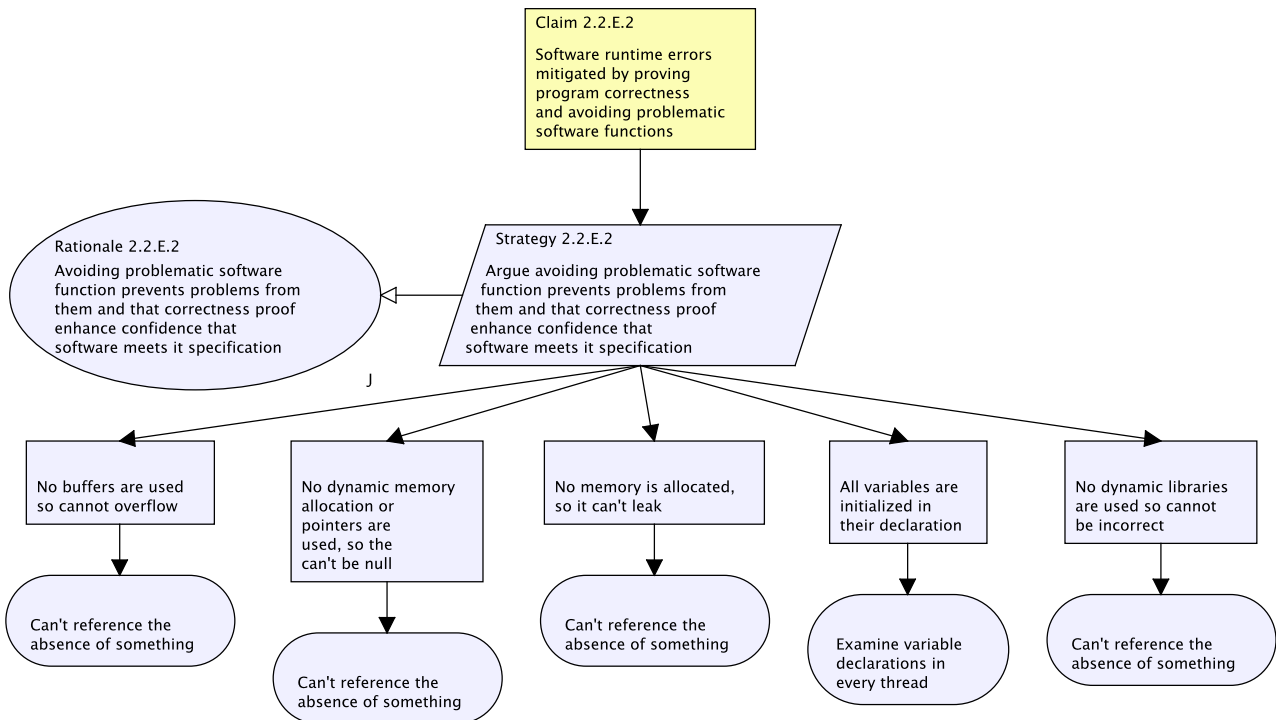 Claim 2.2.E.2
Software runtime errors
mitigated by proving
program correctness
and avoiding problematic
software functions
Rationale 2.2.E.2
Avoiding problematic software
function prevents problems from
them and that correctness proof
enhance confidence that
software meets it specification
J
Strategy 2.2.E.2
Argue avoiding problematic software
function prevents problems from
them and that correctness proof
enhance confidence that
software meets it specification
No buffers are used
so cannot overflow
No dynamic memory
allocation or
pointers are
used, so the
can't be null
No memory is allocated,
so it can't leak
All variables are
initialized in
their declaration
No dynamic libraries
are used so cannot
be incorrect
Can't reference the
absence of something
Can't reference the
absence of something
Can't reference the
absence of something
Examine variable
declarations in
every thread
Can't reference the
absence of something